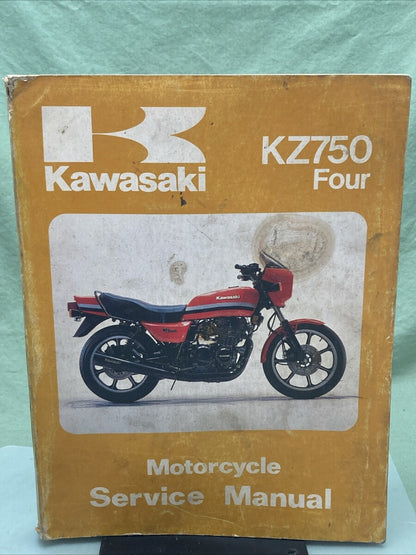 Kawasaki
KZ750
Four
Kawasaki
Motorcycle
Service Manual